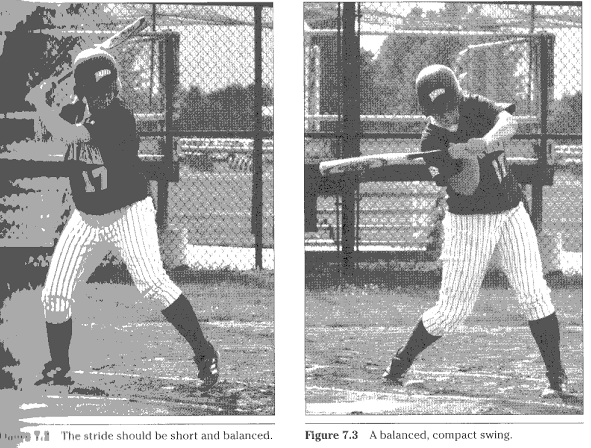 17
7.2 The stride should be short and balanced.
Figure 7.3 A balanced, compact swing.